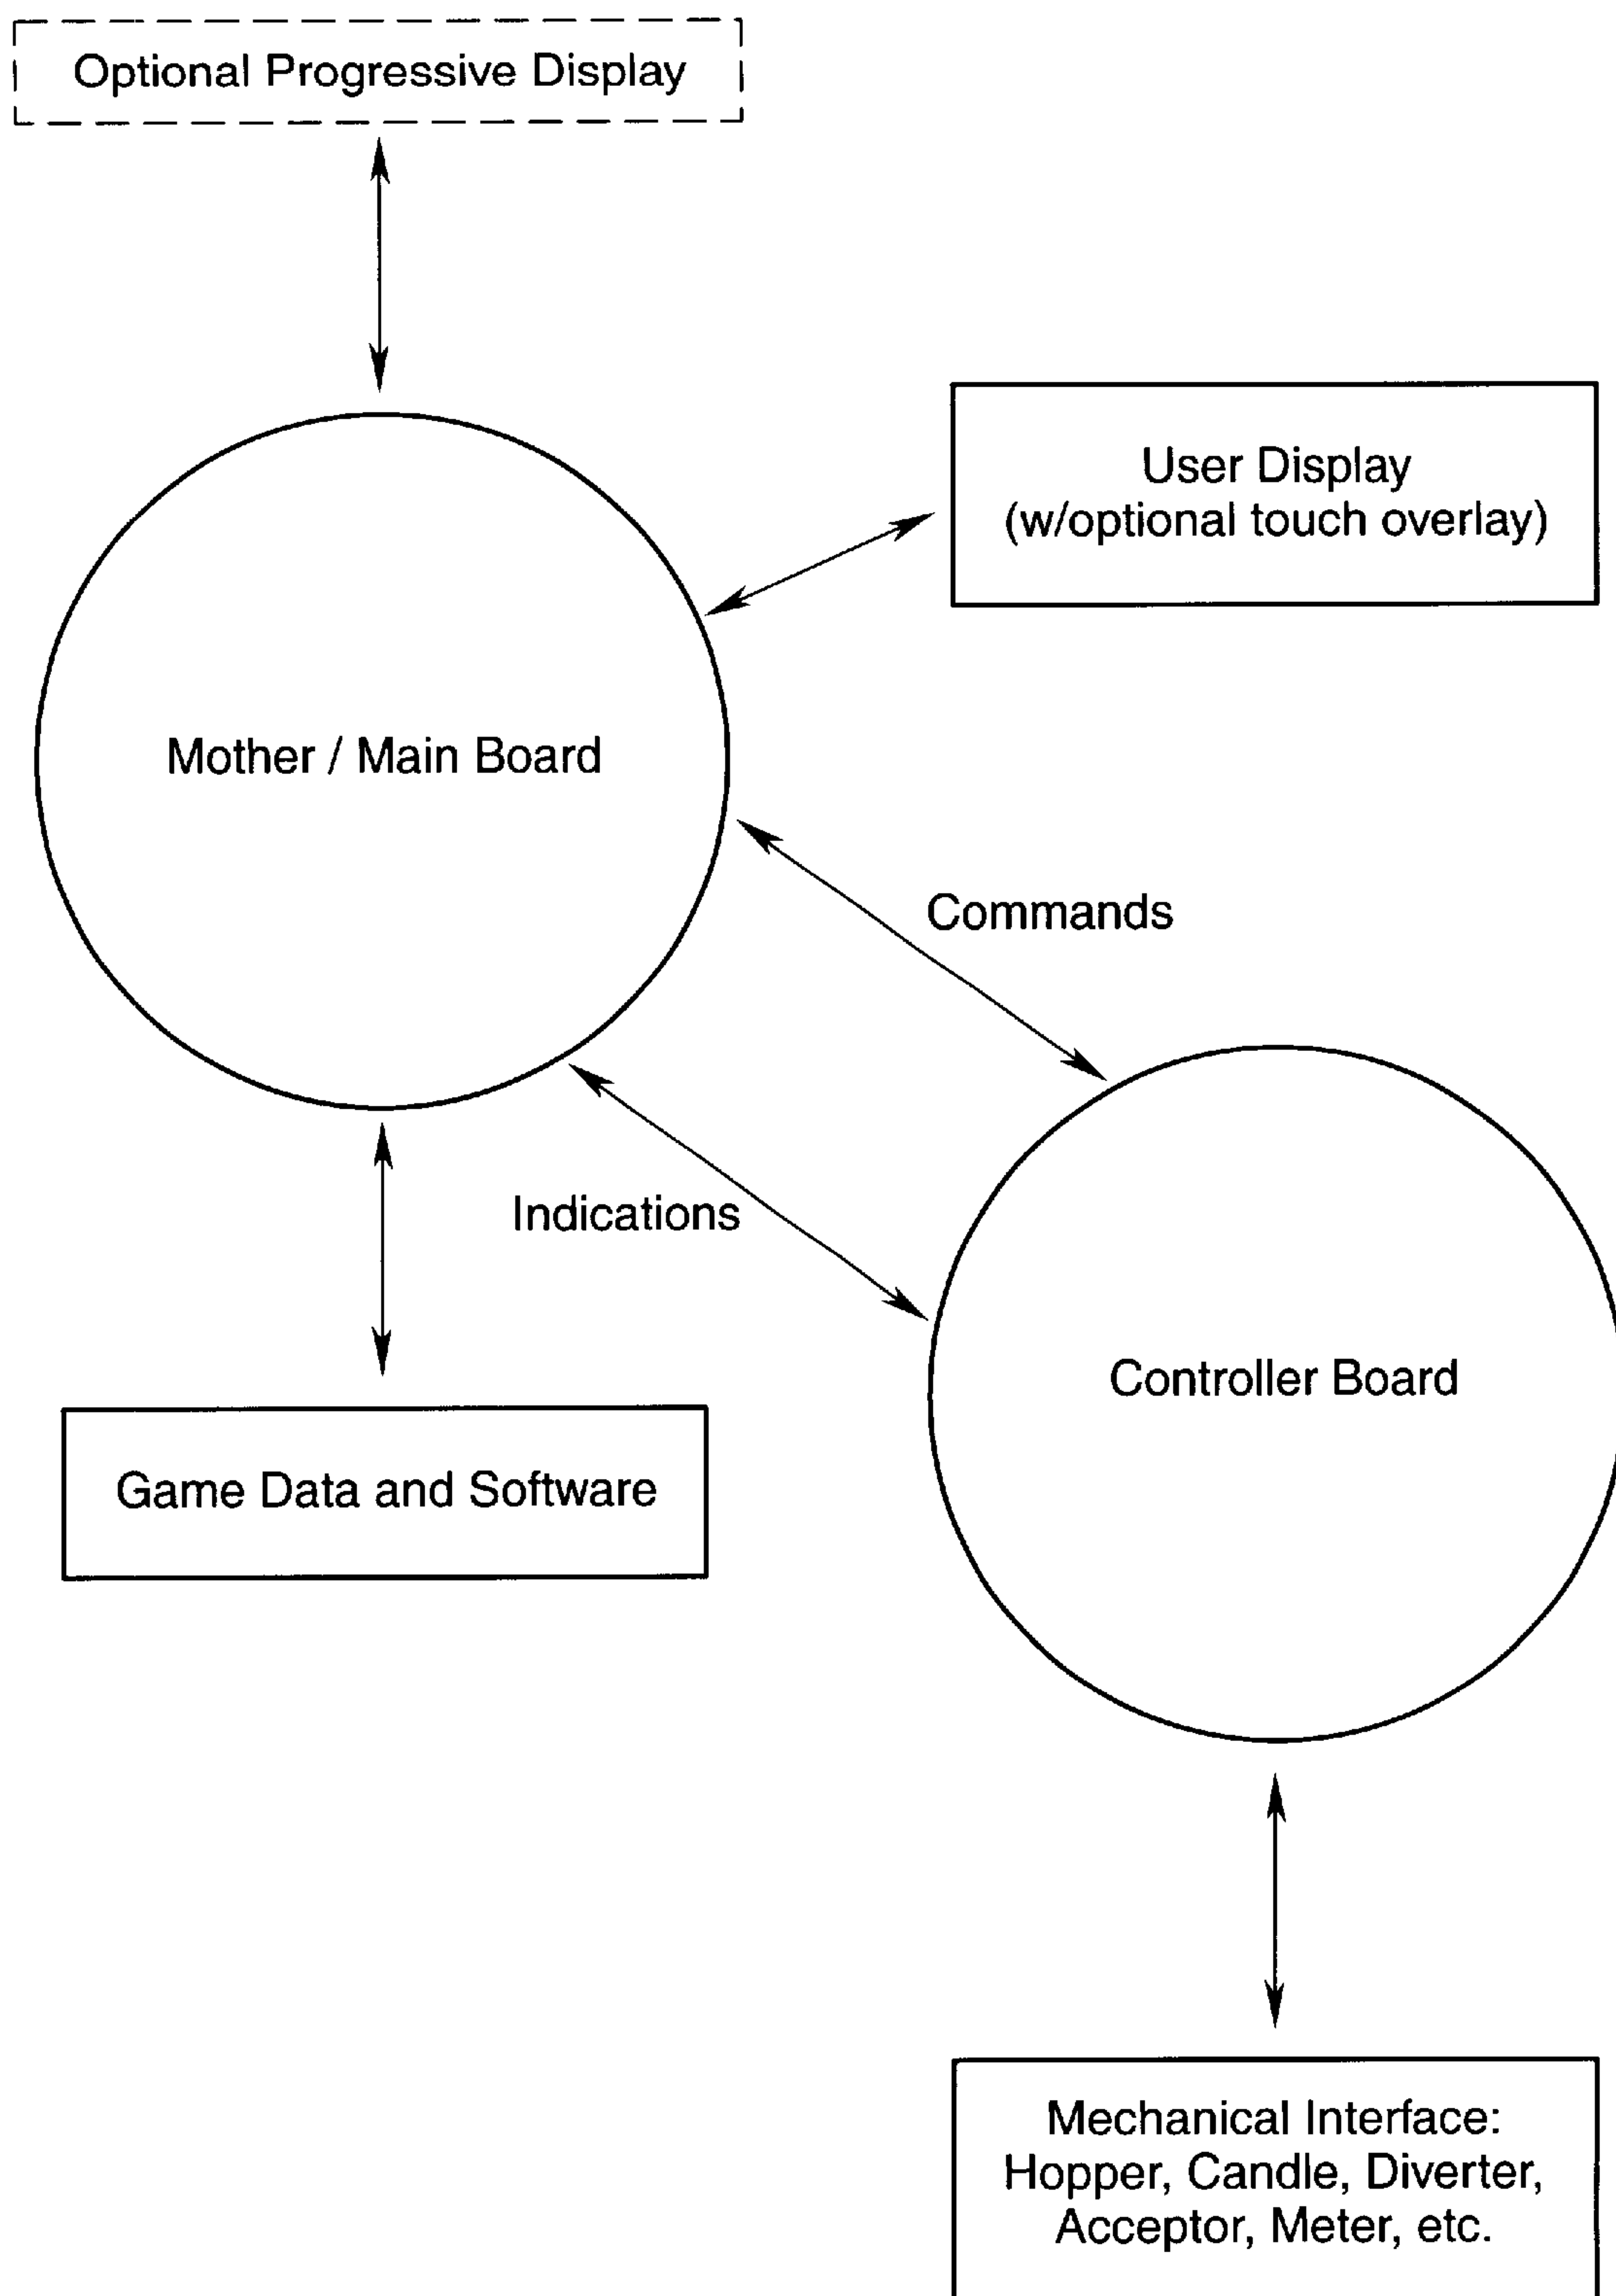 Optional Progressive Display
User Display
(w/optional touch overlay)
Mother / Main Board
Commands
Indications
Controller Board
Game Data and Software
Mechanical Interface:
Hopper, Candle, Diverter,
Acceptor, Meter, etc.